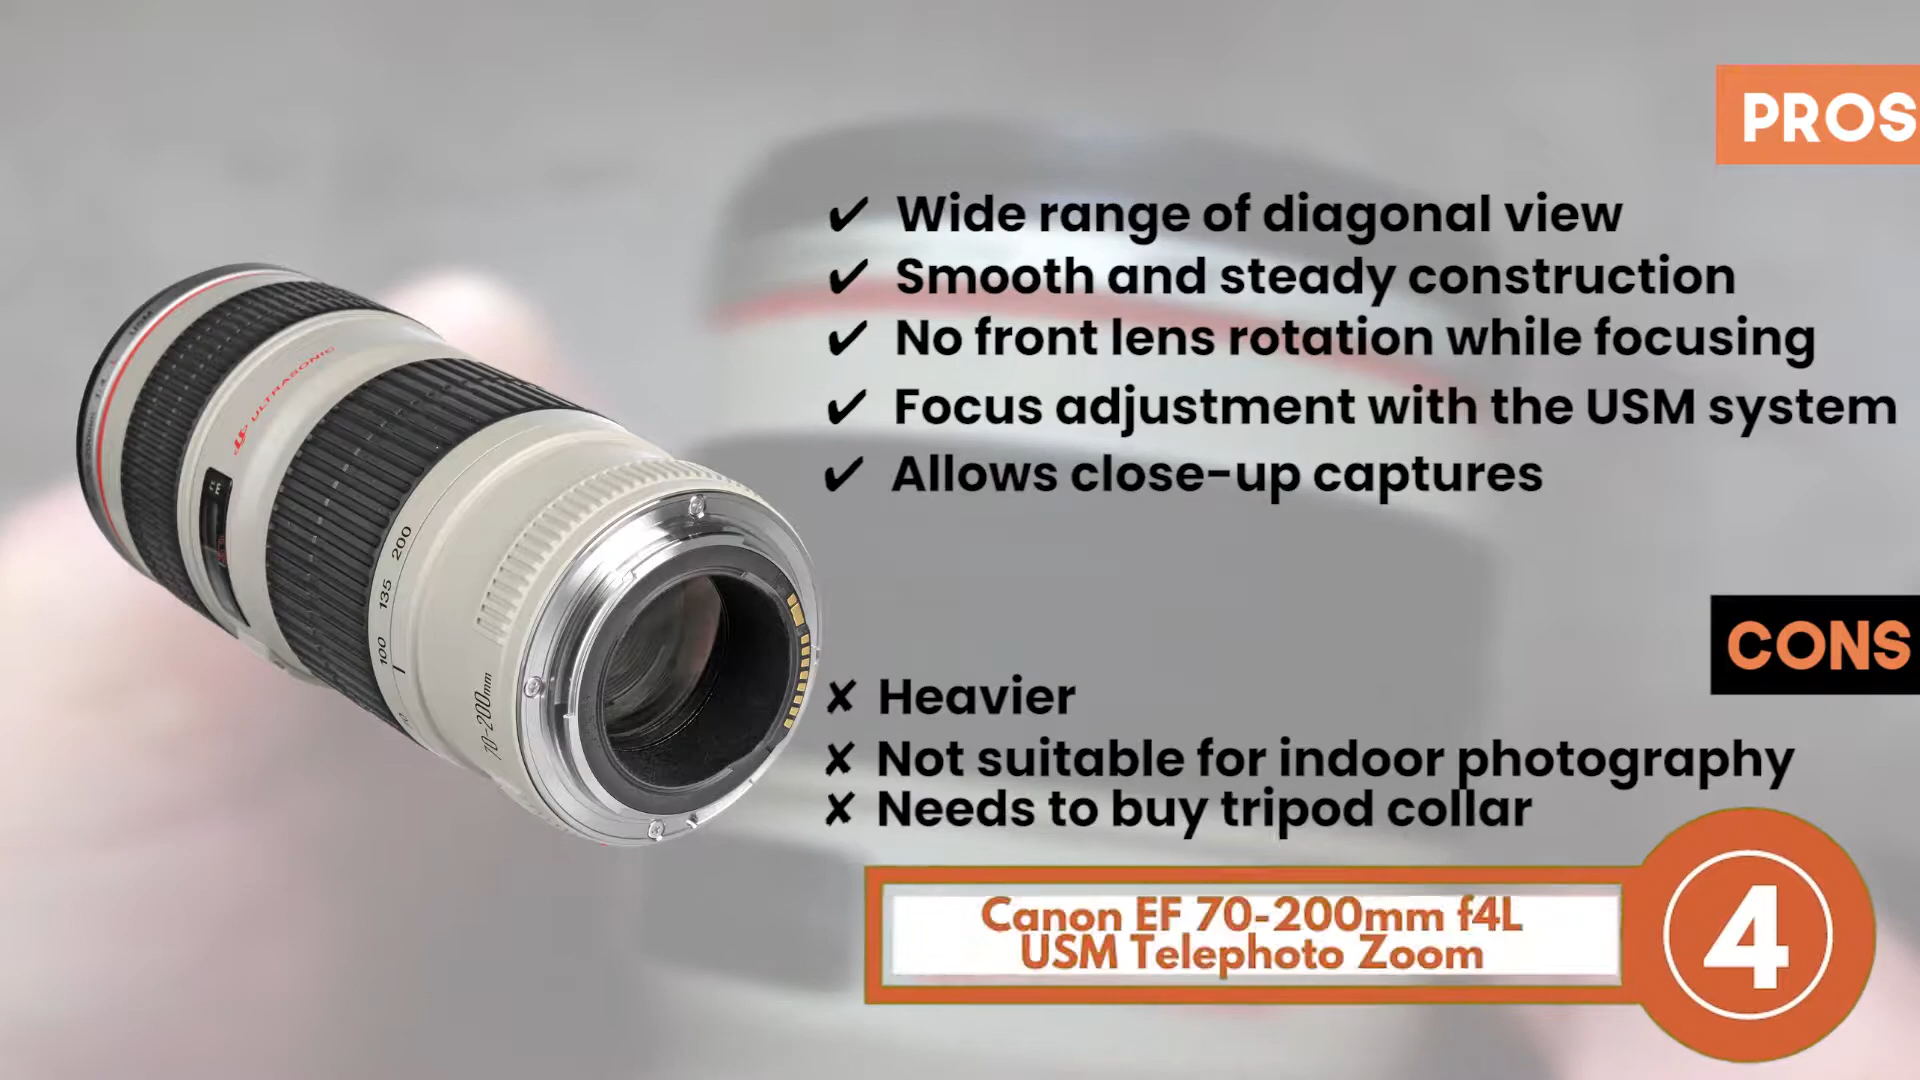 PROS
✔ Wide range of diagonal view
✔ Smooth and steady construction
✔ No front lens rotation while focusing
✔ Focus adjustment with the USM system
✔ Allows close-up captures
CONS
✘ Heavier
✘ Not suitable for indoor photography
✘ Needs to buy tripod collar
Canon EF 70-200mm f4L
USM Telephoto Zoom
4
ULTRASONIC
USM
200
135
100
70-200mm